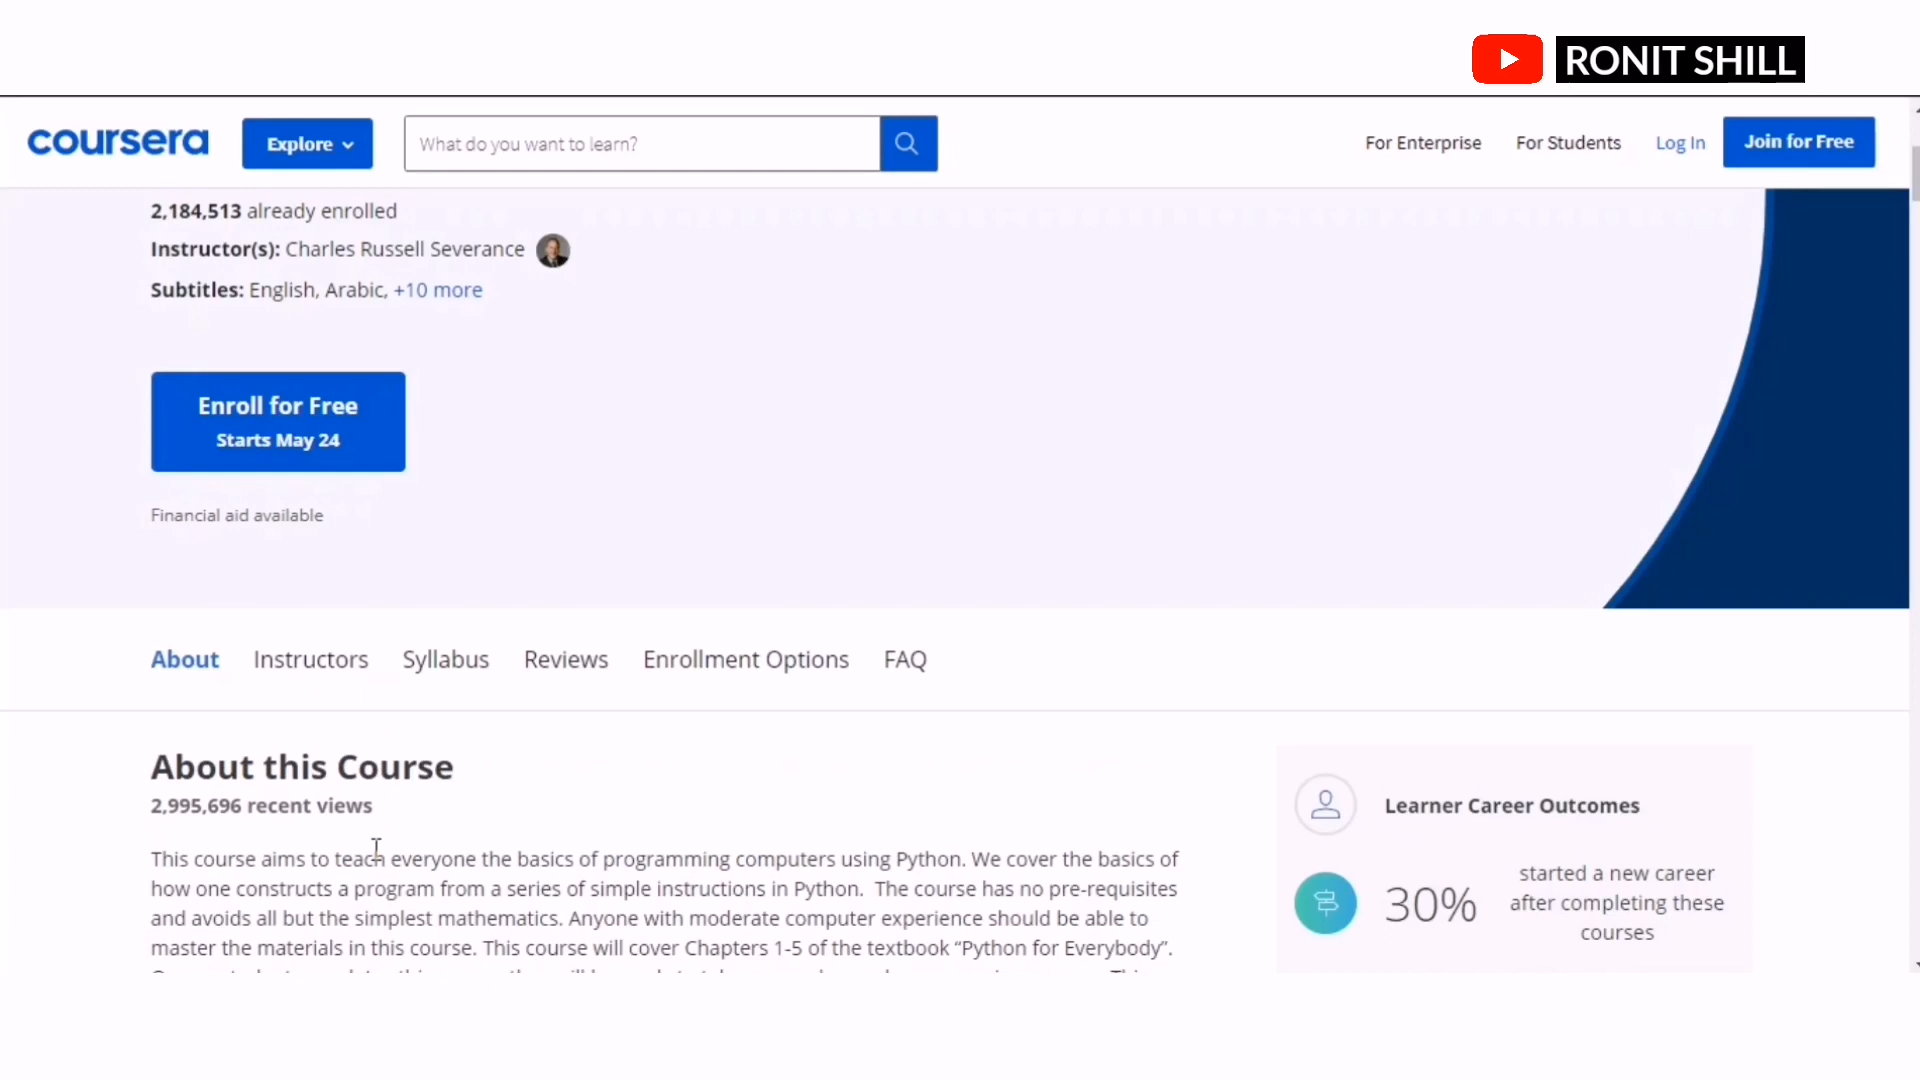 RONIT SHILL
coursera
Explore
What do you want to learn?
For Enterprise
For Students
Log In
Join for Free
2,184,513 already enrolled
Instructor(s): Charles Russell Severance
Subtitles: English, Arabic, +10 more
Enroll for Free
Starts May 24
Financial aid available
About
Instructors
Syllabus
Reviews
Enrollment Options
FAQ
About this Course
2,995,696 recent views
This course aims to teach everyone the basics of programming computers using Python. We cover the basics of
how one constructs a program from a series of simple instructions in Python.  The course has no pre-requisites
and avoids all but the simplest mathematics. Anyone with moderate computer experience should be able to
master the materials in this course. This course will cover Chapters 1-5 of the textbook “Python for Everybody”.
Learner Career Outcomes
30%
started a new career
after completing these
courses